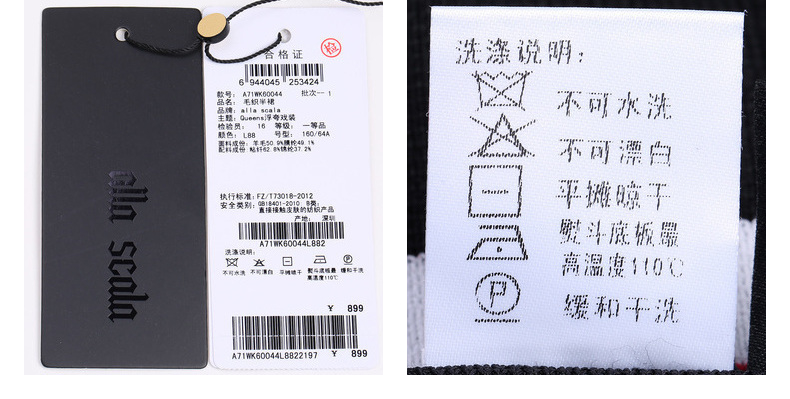 alla scala
合格证
6 944045 253424
款号: A71WK60044 批次-- 1
品名: 毛织半裙
品牌: alla scala
主题: Queens浮夸戏装
检验员: 16 等级: 一等品
颜色: L88 号型: 160/64A
面料成份: 羊毛50.9%腈纶49.1%
配料成份: 粘纤62.8%锦纶37.2%
执行标准: FZ/T73018-2012
安全类别: GB18401-2010 B类:
直接接触皮肤的纺织产品
产地: 深圳
A71WK60044L882
洗涤说明:
不可水洗 不可漂白 平摊晾干 熨斗底板最高温度110℃ 缓和干洗
¥ 899
A71WK60044L8822197 ¥ 899
洗涤说明:
不可水洗
不可漂白
平摊晾干
熨斗底板最
高温度110℃
P
缓和干洗